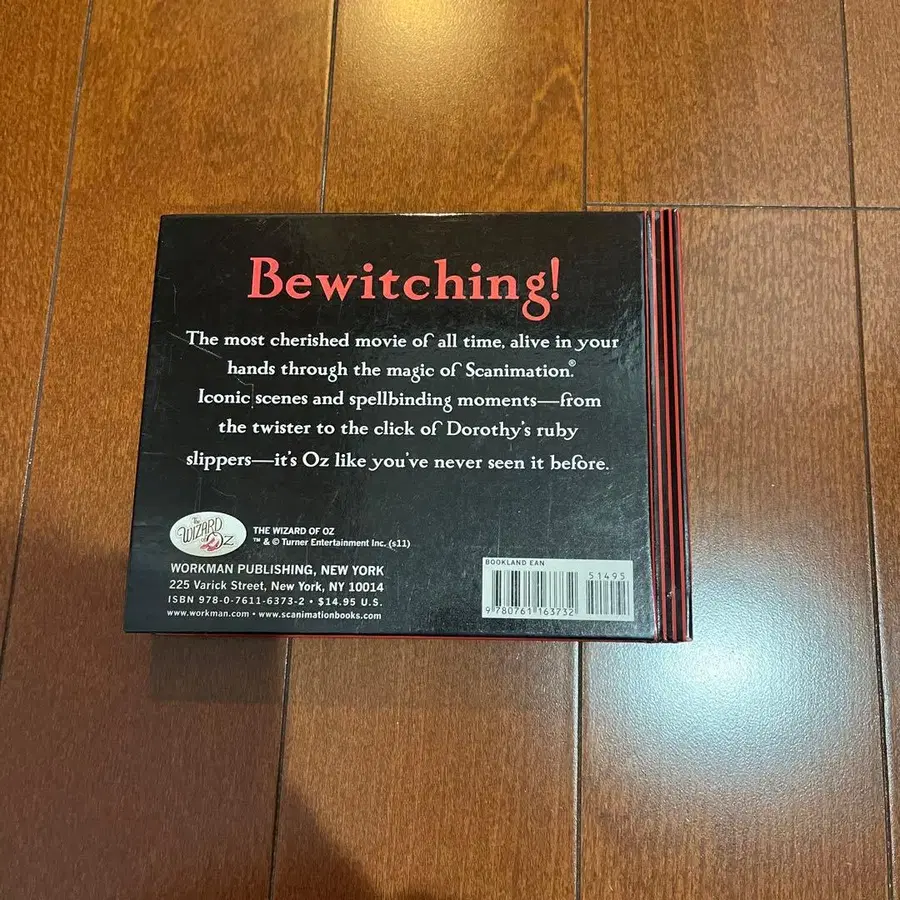 Bewitching!
The most cherished movie of all time, alive in your
hands through the magic of Scanimation®.
Iconic scenes and spellbinding moments—from
the twister to the click of Dorothy's ruby
slippers—it's Oz like you've never seen it before.
The
WIZARD
OF OZ
THE WIZARD OF OZ
™ & © Turner Entertainment Inc. (s11)
WORKMAN PUBLISHING, NEW YORK
225 Varick Street, New York, NY 10014
ISBN 978-0-7611-6373-2 • $14.95 U.S.
www.workman.com • www.scanimationbooks.com
BOOKLAND EAN
51495
9 780761 163732